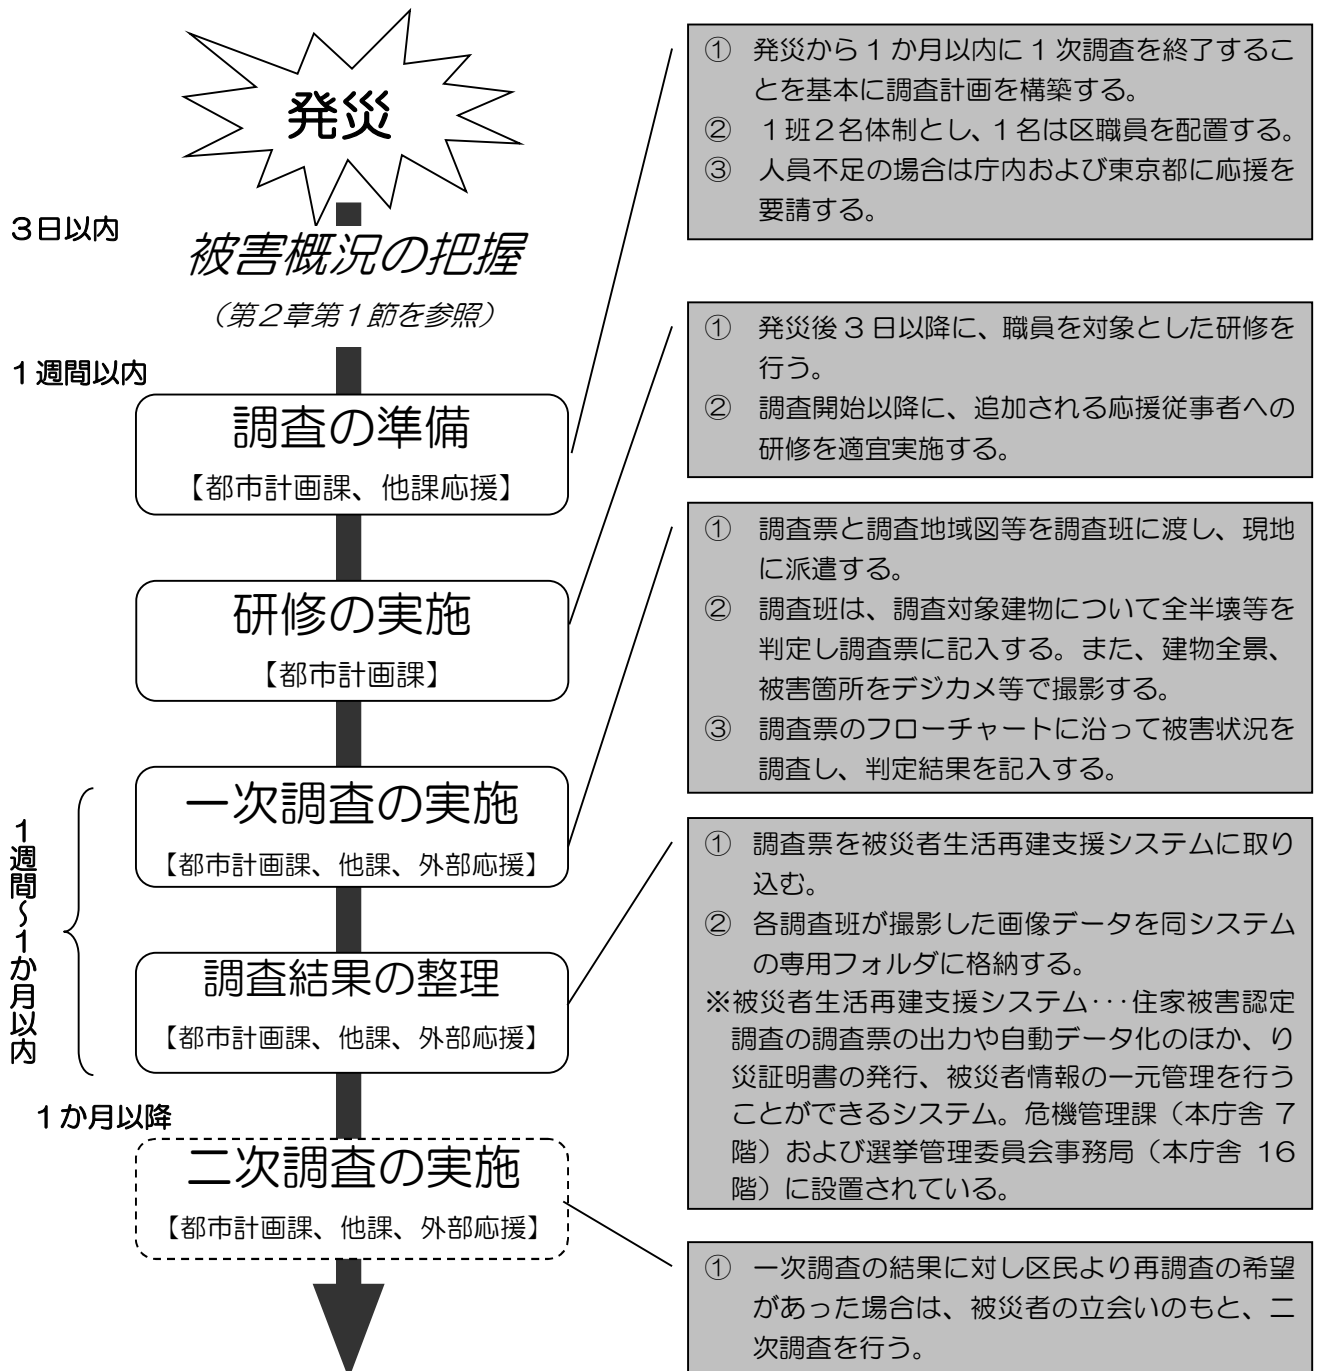 発災
3日以内
被害概況の把握
（第2章第1節を参照）
1週間以内
調査の準備
【都市計画課、他課応援】
研修の実施
【都市計画課】
一次調査の実施
【都市計画課、他課、外部応援】
1週間～1か月以内
調査結果の整理
【都市計画課、他課、外部応援】
1か月以降
二次調査の実施
【都市計画課、他課、外部応援】
① 発災から1か月以内に1次調査を終了するこ
とを基本に調査計画を構築する。
② 1班2名体制とし、1名は区職員を配置する。
③ 人員不足の場合は庁内および東京都に応援を
要請する。
① 発災後3日以降に、職員を対象とした研修を
行う。
② 調査開始以降に、追加される応援従事者への
研修を適宜実施する。
① 調査票と調査地域図等を調査班に渡し、現地
に派遣する。
② 調査班は、調査対象建物について全半壊等を
判定し調査票に記入する。また、建物全景、
被害箇所をデジカメ等で撮影する。
③ 調査票のフローチャートに沿って被害状況を
調査し、判定結果を記入する。
① 調査票を被災者生活再建支援システムに取り
込む。
② 各調査班が撮影した画像データを同システム
の専用フォルダに格納する。
※被災者生活再建支援システム･･･住家被害認定
調査の調査票の出力や自動データ化のほか、り
災証明書の発行、被災者情報の一元管理を行う
ことができるシステム。危機管理課（本庁舎 7
階）および選挙管理委員会事務局（本庁舎 16
階）に設置されている。
① 一次調査の結果に対し区民より再調査の希望
があった場合は、被災者の立会いのもと、二
次調査を行う。